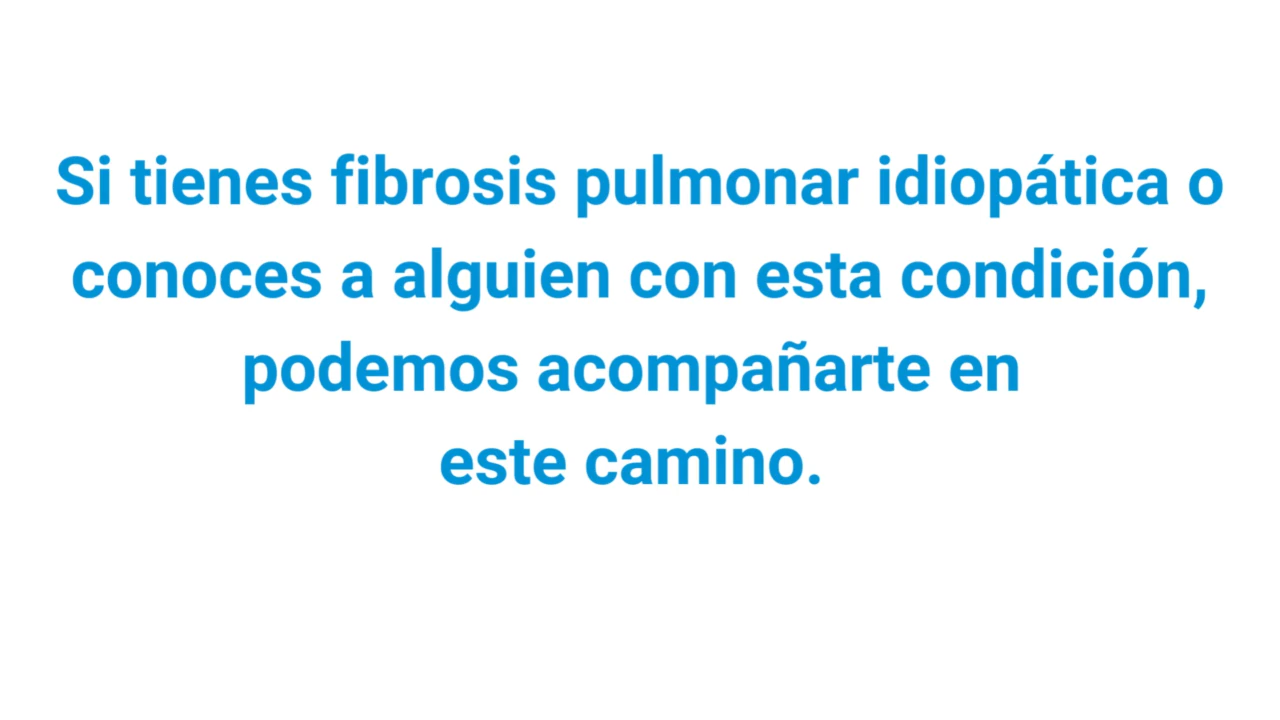 Si tienes fibrosis pulmonar idiopática o
conoces a alguien con esta condición,
podemos acompañarte en
este camino.